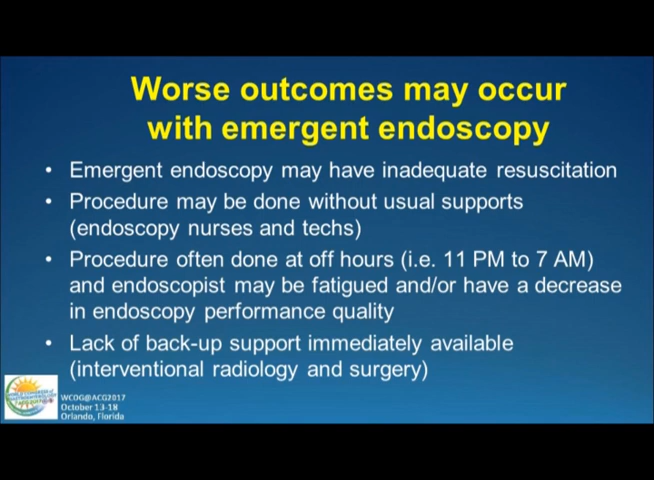 Worse outcomes may occur
with emergent endoscopy
• Emergent endoscopy may have inadequate resuscitation
• Procedure may be done without usual supports
(endoscopy nurses and techs)
• Procedure often done at off hours (i.e. 11 PM to 7 AM)
and endoscopist may be fatigued and/or have a decrease
in endoscopy performance quality
• Lack of back-up support immediately available
(interventional radiology and surgery)
WCOG@ACG2017
October 13-18
Orlando, Florida